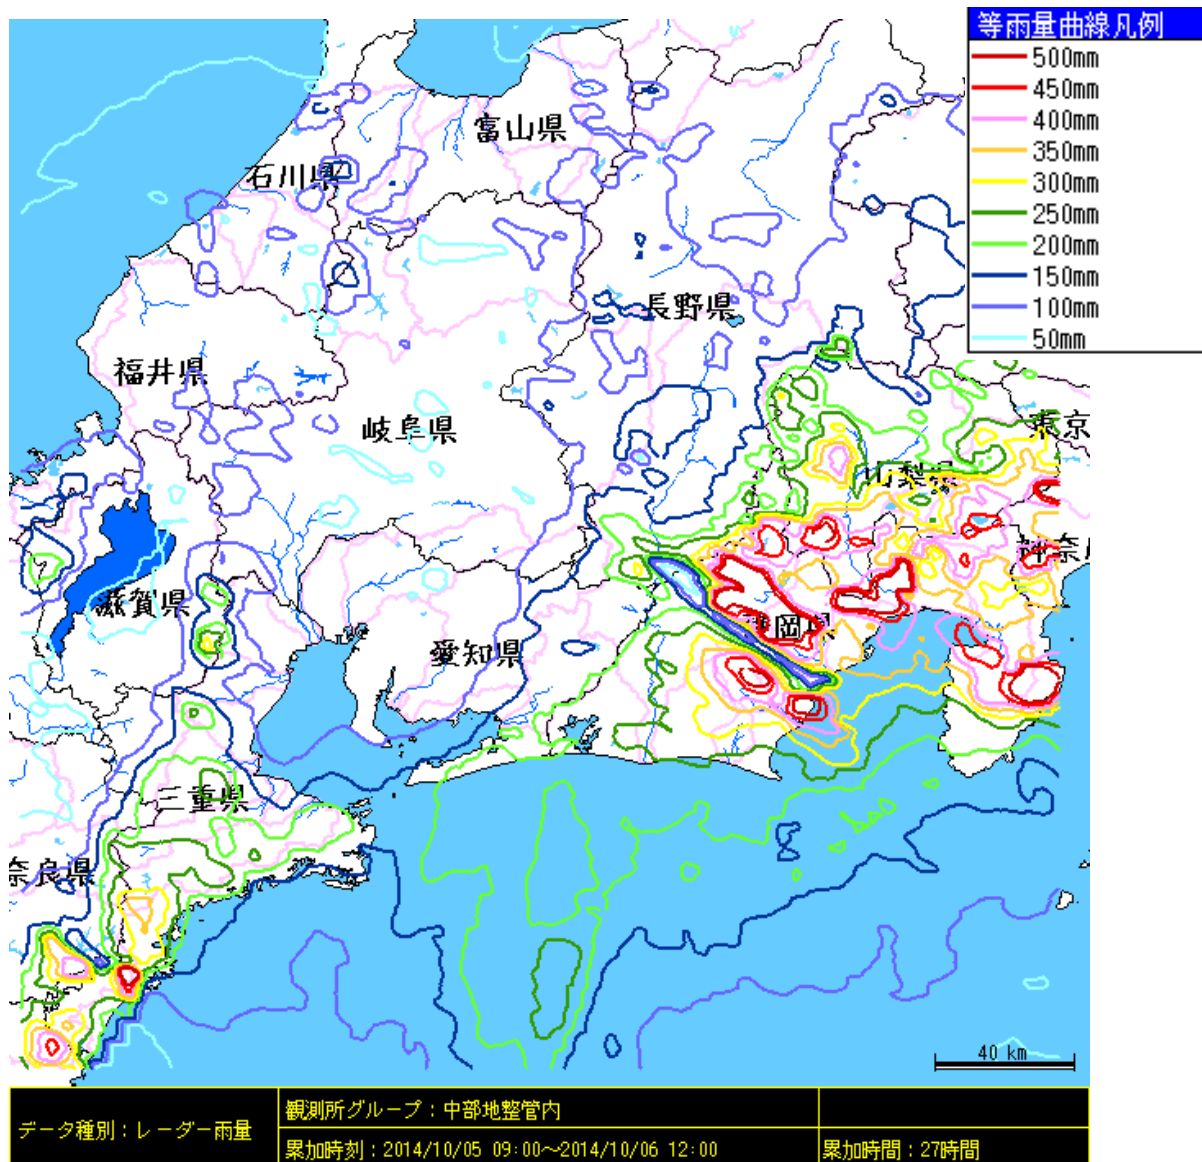 等雨量曲線凡例
500mm
450mm
400mm
350mm
300mm
250mm
200mm
150mm
100mm
50mm
富山県
石川県
長野県
福井県
岐阜県
東京
山梨県
神奈川
滋賀県
静岡県
愛知県
三重県
奈良県
40 km
データ種別：レーダー雨量
観測所グループ：中部地整管内
累加時刻：2014/10/05 09:00～2014/10/06 12:00
累加時間：27時間